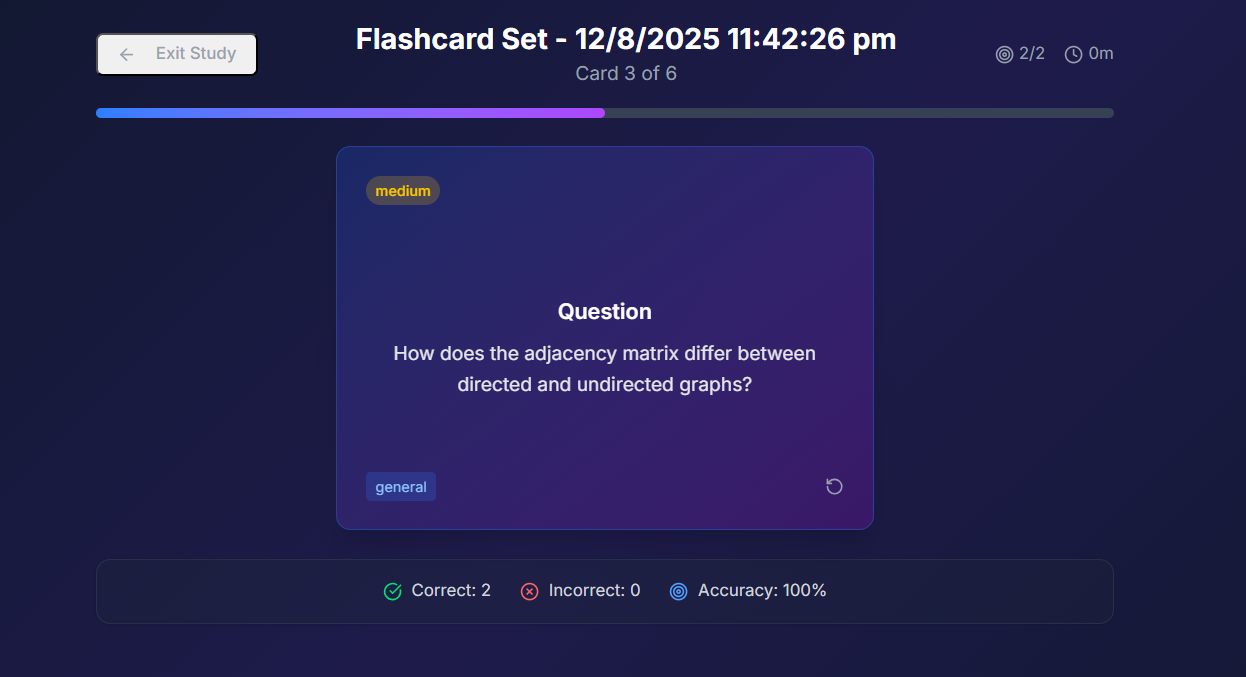 Exit Study
Flashcard Set - 12/8/2025 11:42:26 pm
Card 3 of 6
2/2
0m
medium
Question
How does the adjacency matrix differ between
directed and undirected graphs?
general
Correct: 2
Incorrect: 0
Accuracy: 100%